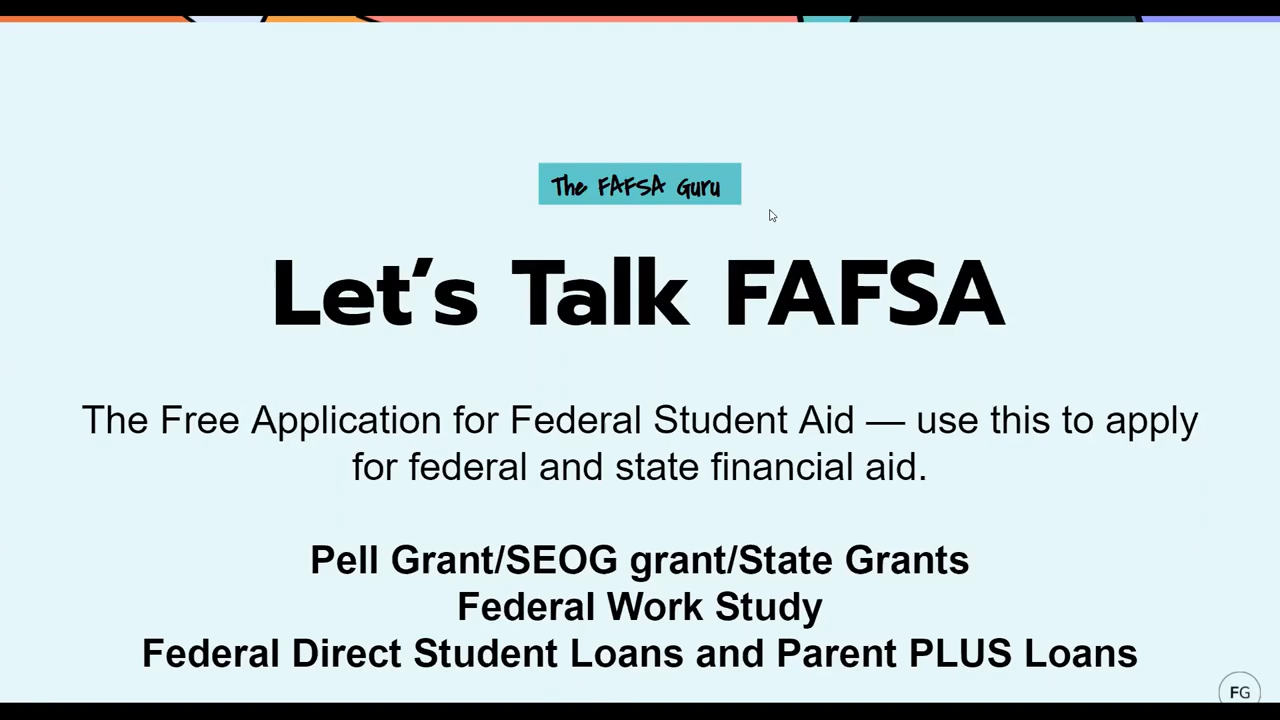 The FAFSA Guru
Let’s Talk FAFSA
The Free Application for Federal Student Aid — use this to apply
for federal and state financial aid.
Pell Grant/SEOG grant/State Grants
Federal Work Study
Federal Direct Student Loans and Parent PLUS Loans
FG